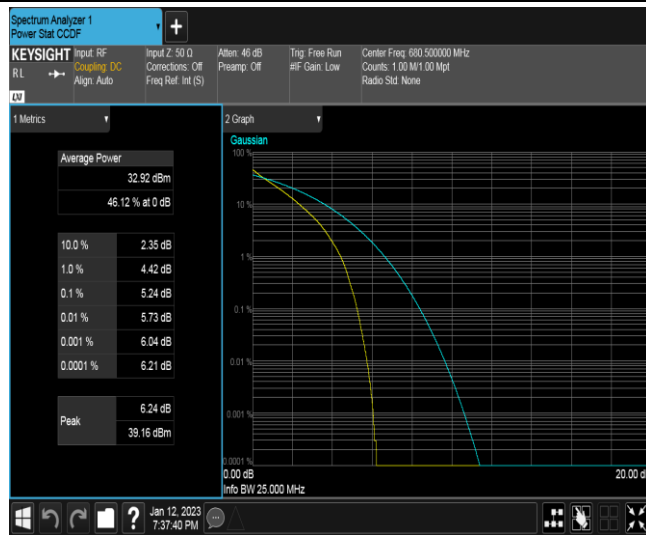 Spectrum Analyzer 1
Power Stat CCDF
+
KEYSIGHT
RL
LXI
Input: RF
Coupling: DC
Align: Auto
Input Z: 50 Ω
Corrections: Off
Freq Ref: Int (S)
Atten: 46 dB
Preamp: Off
Trig: Free Run
#IF Gain: Low
Center Freq: 680.500000 MHz
Counts: 1.00 M/1.00 Mpt
Radio Std: None
1 Metrics
Average Power
32.92 dBm
46.12 % at 0 dB
10.0 % 2.35 dB
1.0 % 4.42 dB
0.1 % 5.24 dB
0.01 % 5.73 dB
0.001 % 6.04 dB
0.0001 % 6.21 dB
Peak
6.24 dB
39.16 dBm
2 Graph
Gaussian
100 %
10 %
1 %
0.1 %
0.01 %
0.001 %
0.0001 %
0.00 dB
20.00 d
Info BW 25.000 MHz
?
Jan 12, 2023
7:37:40 PM